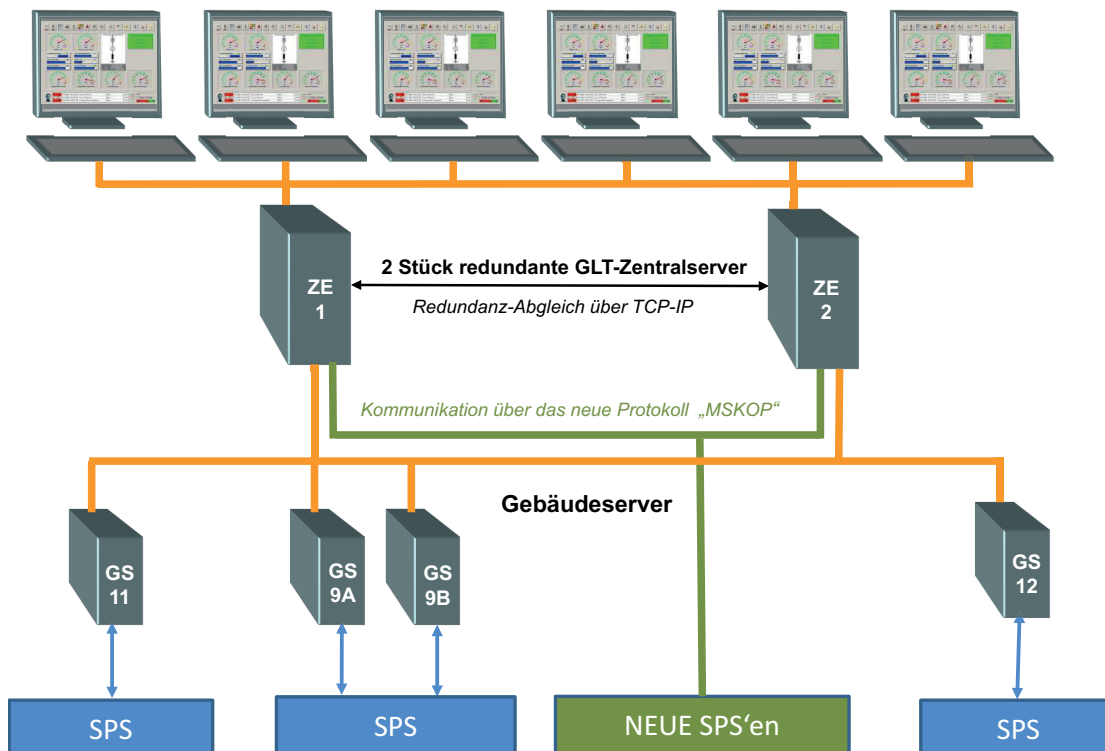 2 Stück redundante GLT-Zentralserver
ZE
1
ZE
2
Redundanz-Abgleich über TCP-IP
Kommunikation über das neue Protokoll „MSKOP“
Gebäudeserver
GS
11
GS
9A
GS
9B
GS
12
SPS
SPS
NEUE SPS‘en
SPS